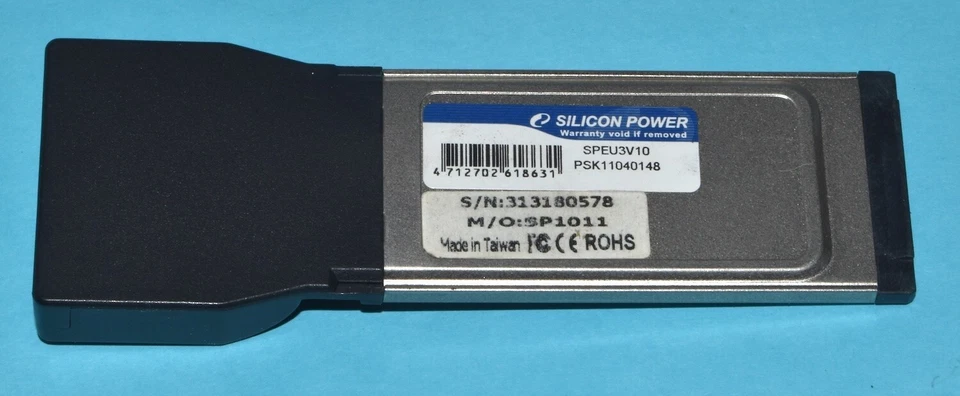 SILICON POWER
Warranty void if removed
SPEU3V10
PSK11040148
4 712702 618631
S/N:313180578
M/O:SP1011
Made in Taiwan FC CE ROHS